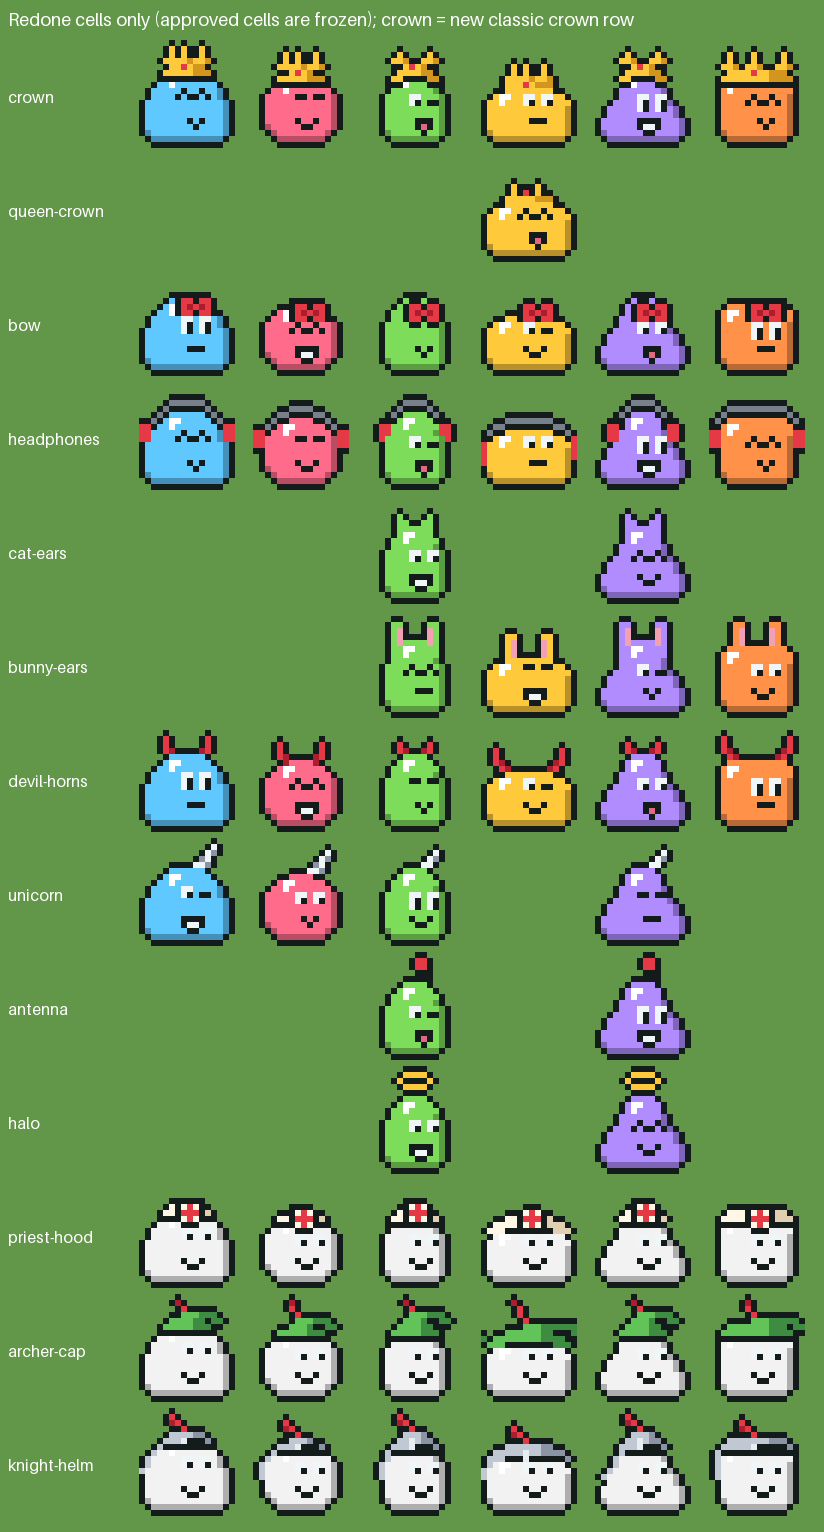 Redone cells only (approved cells are frozen); crown = new classic crown row
crown
queen-crown
bow
headphones
cat-ears
bunny-ears
devil-horns
unicorn
antenna
halo
priest-hood
archer-cap
knight-helm